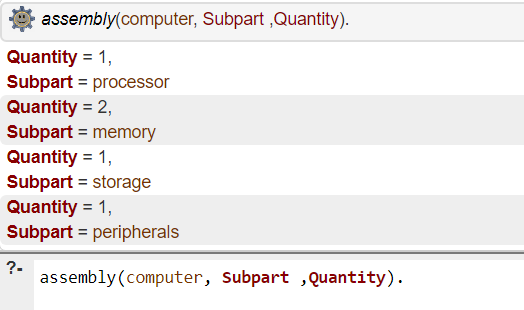 assembly(computer, Subpart ,Quantity).
Quantity = 1,
Subpart = processor
Quantity = 2,
Subpart = memory
Quantity = 1,
Subpart = storage
Quantity = 1,
Subpart = peripherals
?- assembly(computer, Subpart ,Quantity).